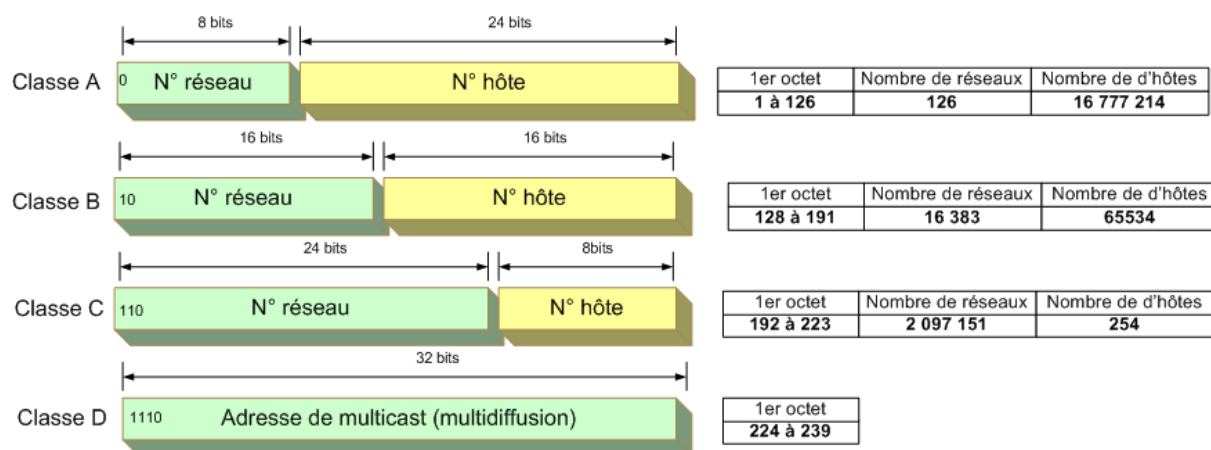 8 bits
24 bits
Classe A
0
N° réseau
N° hôte
1er octet
Nombre de réseaux
Nombre de d'hôtes
1 à 126
126
16 777 214
16 bits
16 bits
Classe B
10
N° réseau
N° hôte
1er octet
Nombre de réseaux
Nombre de d'hôtes
128 à 191
16 383
65534
24 bits
8bits
Classe C
110
N° réseau
N° hôte
1er octet
Nombre de réseaux
Nombre de d'hôtes
192 à 223
2 097 151
254
32 bits
Classe D
1110
Adresse de multicast (multidiffusion)
1er octet
224 à 239